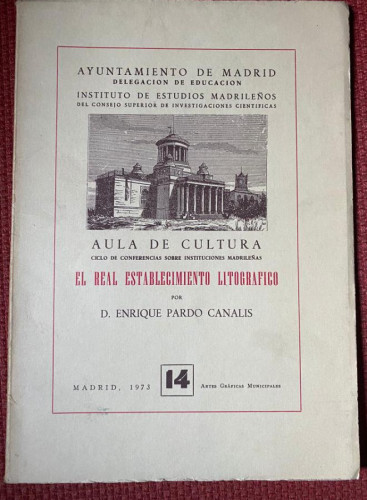 AYUNTAMIENTO DE MADRID
DELEGACION DE EDUCACION
INSTITUTO DE ESTUDIOS MADRILEÑOS
DEL CONSEJO SUPERIOR DE INVESTIGACIONES CIENTIFICAS
AULA DE CULTURA
CICLO DE CONFERENCIAS SOBRE INSTITUCIONES MADRILEÑAS
EL REAL ESTABLECIMIENTO LITOGRAFICO
POR
D. ENRIQUE PARDO CANALIS
MADRID, 1973 14 ARTES GRÁFICAS MUNICIPALES